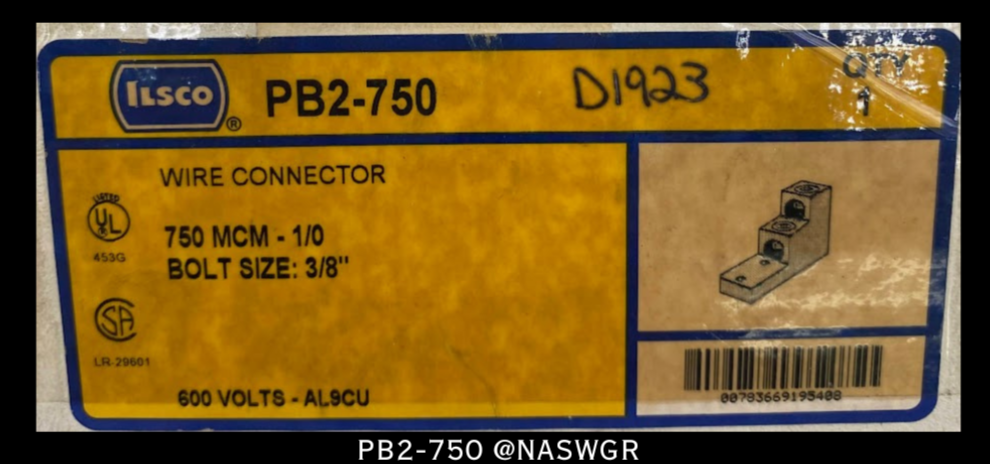 ILSCO
®
PB2-750
D1923
QTY
1
WIRE CONNECTOR
LISTED
UL
453G
750 MCM - 1/0
BOLT SIZE: 3/8"
SA
LR-29601
600 VOLTS - AL9CU
00783669195408
PB2-750 @NASWGR